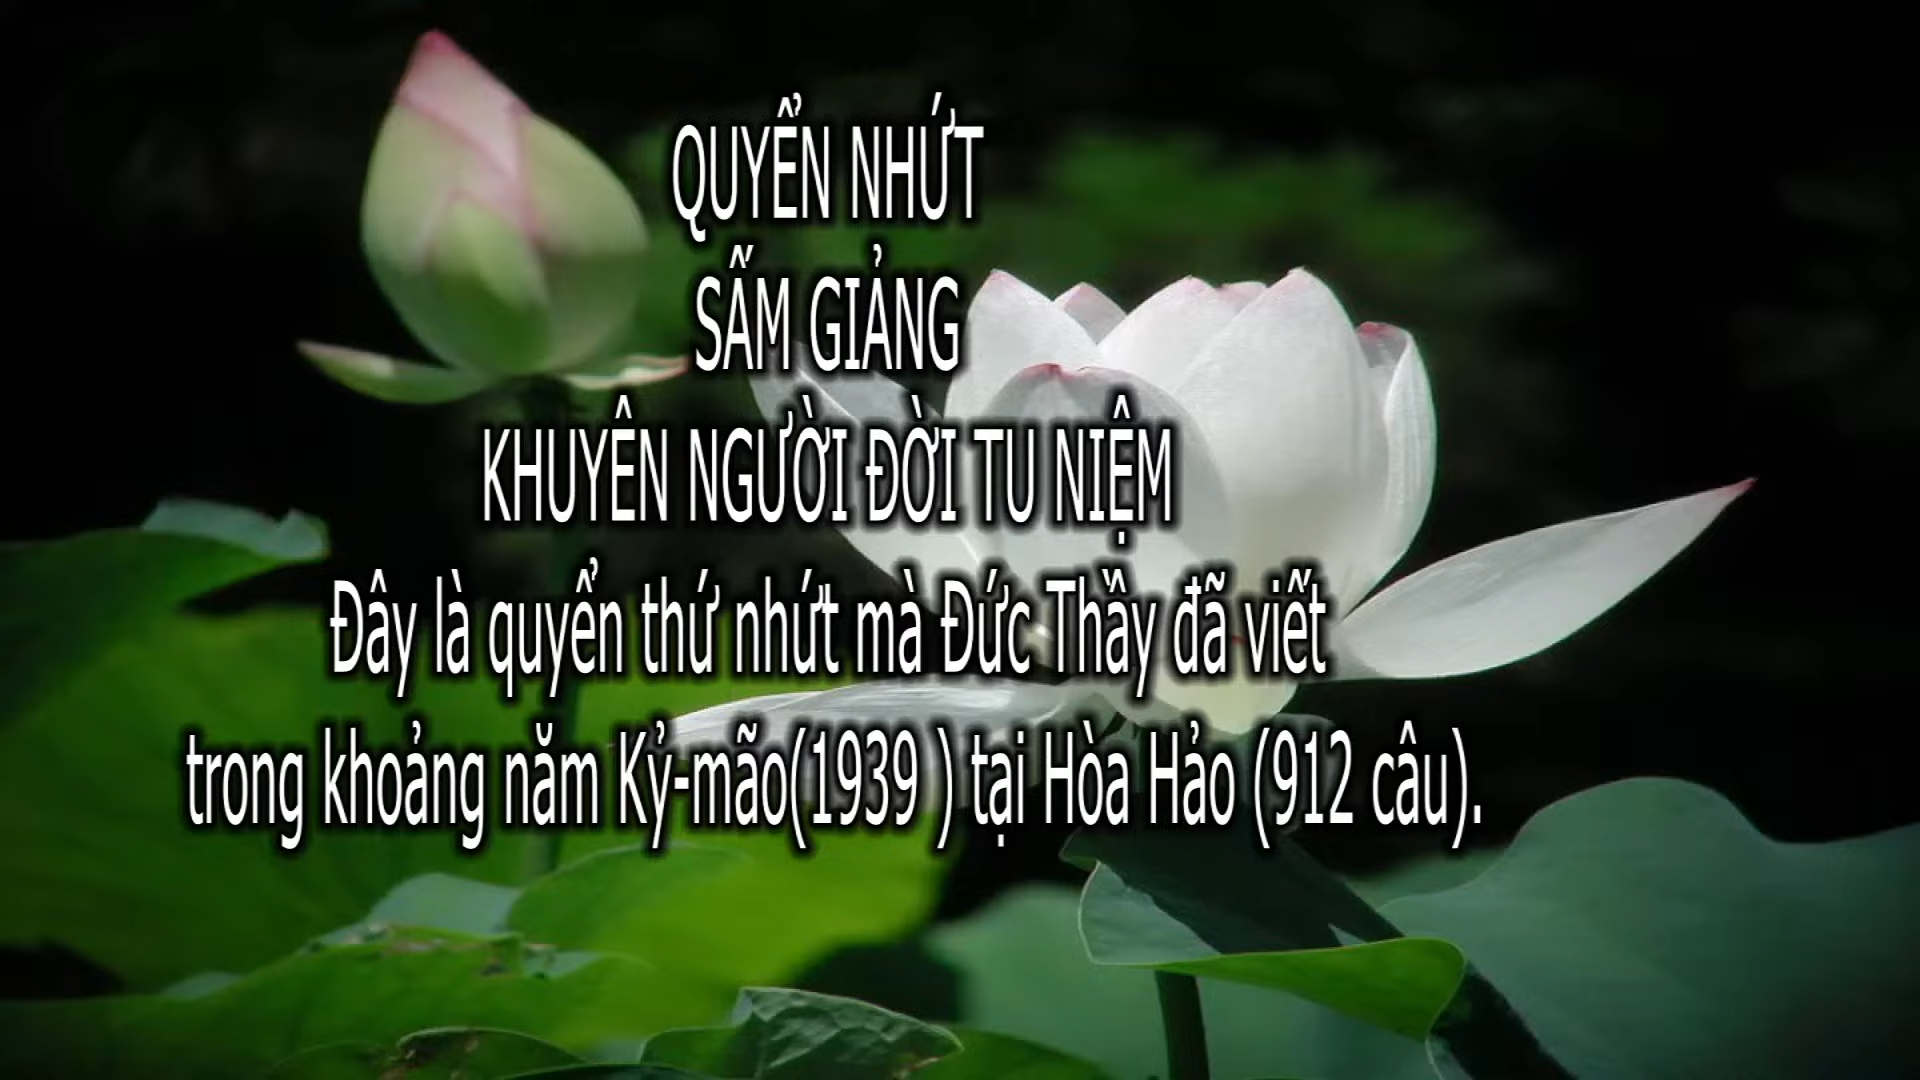 QUYỂN NHỨT
SẤM GIẢNG
KHUYÊN NGƯỜI ĐỜI TU NIỆM
Đây là quyển thứ nhứt mà Đức Thầy đã viết
trong khoảng năm Kỷ-mão(1939 ) tại Hòa Hảo (912 câu).